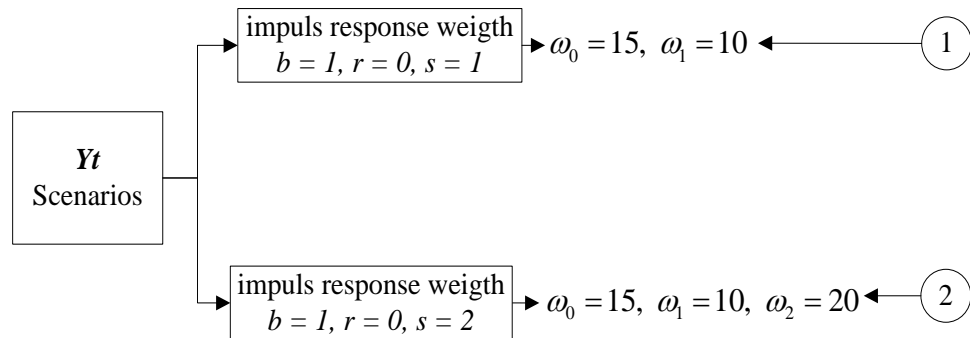 impuls response weigth
b = 1, r = 0, s = 1
ω₀ = 15, ω₁ = 10
1
Yt
Scenarios
impuls response weigth
b = 1, r = 0, s = 2
ω₀ = 15, ω₁ = 10, ω₂ = 20
2